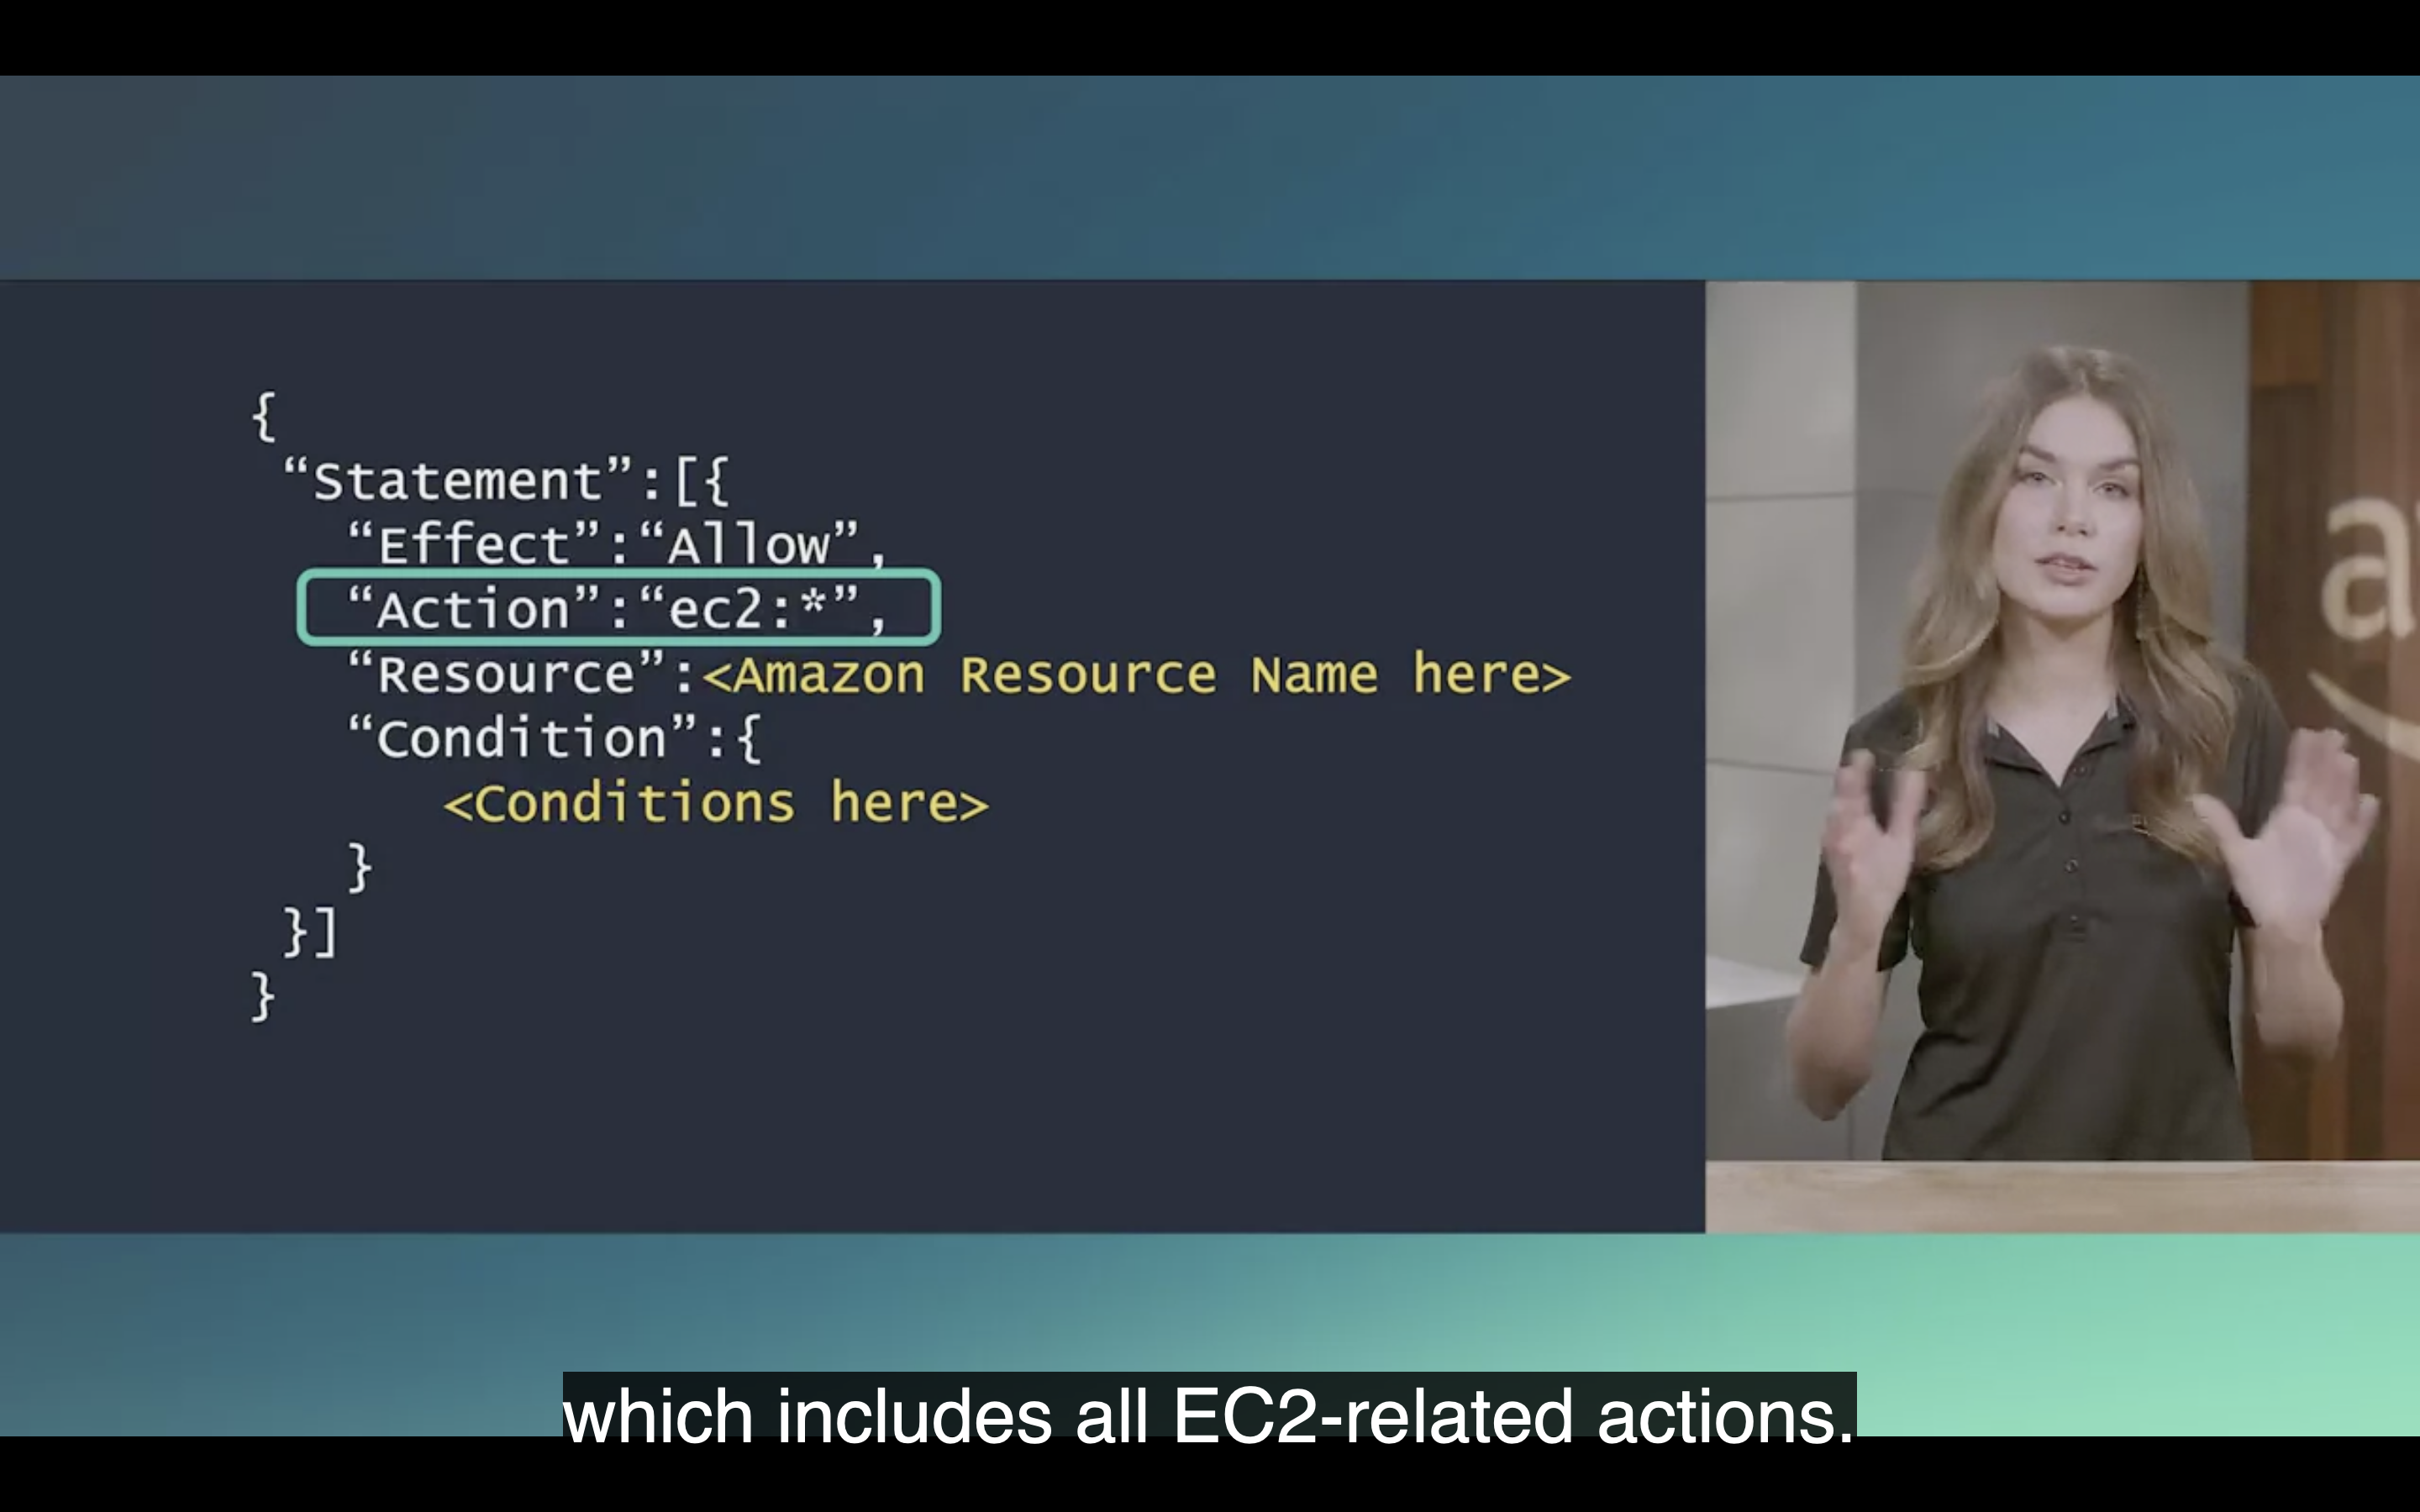 {
“Statement”:[{
“Effect”:“Allow”,
“Action”:“ec2:*”,
“Resource”:<Amazon Resource Name here>
“Condition”:{
<Conditions here>
}
}]
}
a
which includes all EC2-related actions.